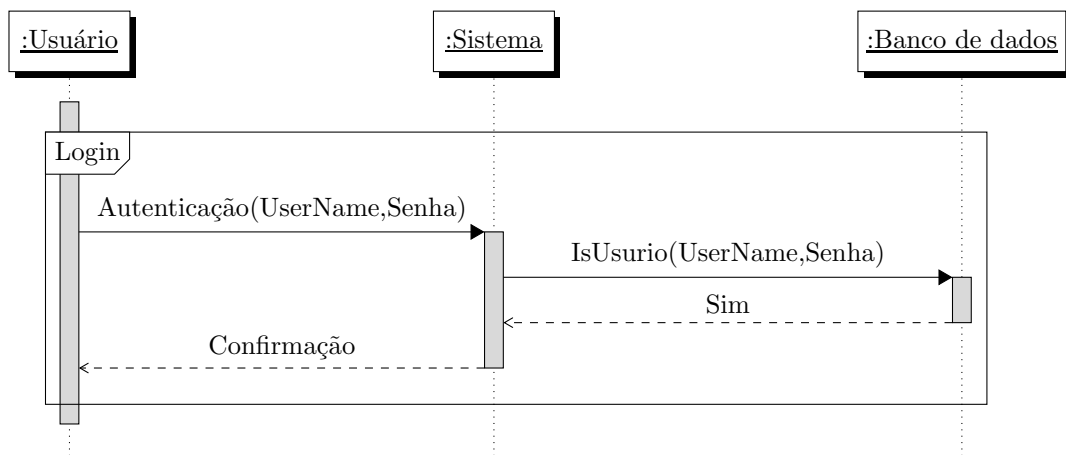 :Usuário
:Sistema
:Banco de dados
Login
Autenticação(UserName,Senha)
IsUsurio(UserName,Senha)
Sim
Confirmação